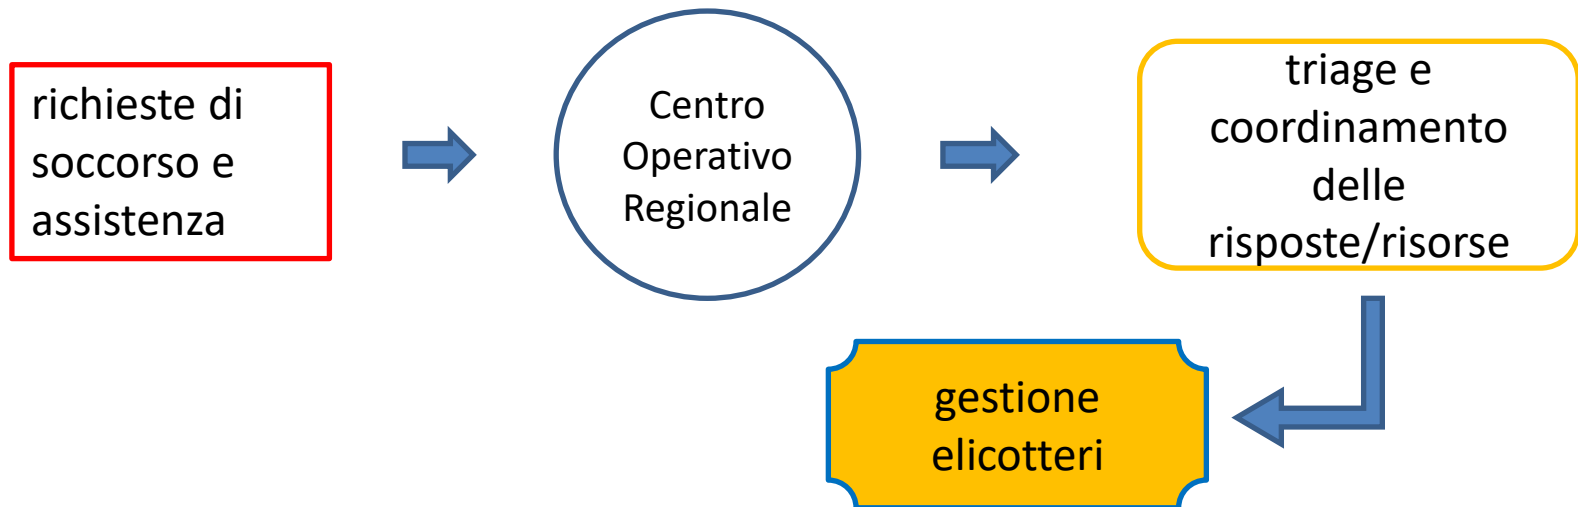 richieste di
soccorso e
assistenza
Centro
Operativo
Regionale
triage e
coordinamento
delle
risposte/risorse
gestione
elicotteri